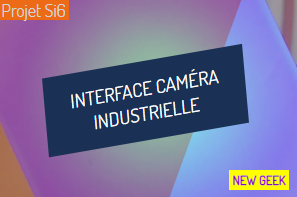 Projet Si6
INTERFACE CAMÉRA
INDUSTRIELLE
NEW GEEK